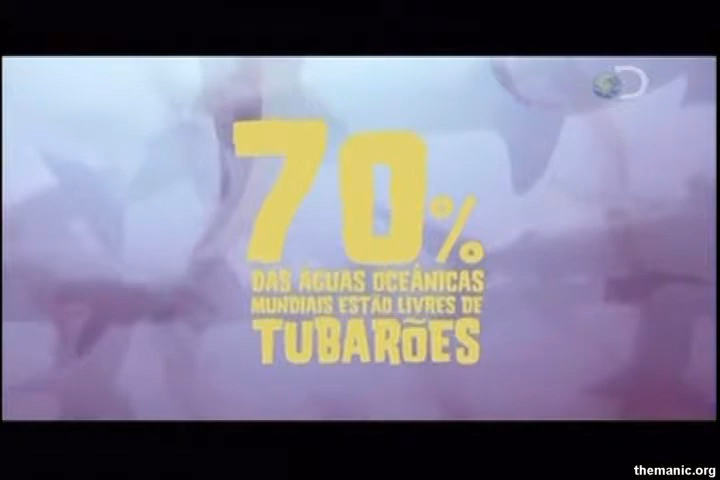 70%
DAS ÁGUAS OCEÂNICAS
MUNDIAIS ESTÃO LIVRES DE
TUBARÕES
themanic.org